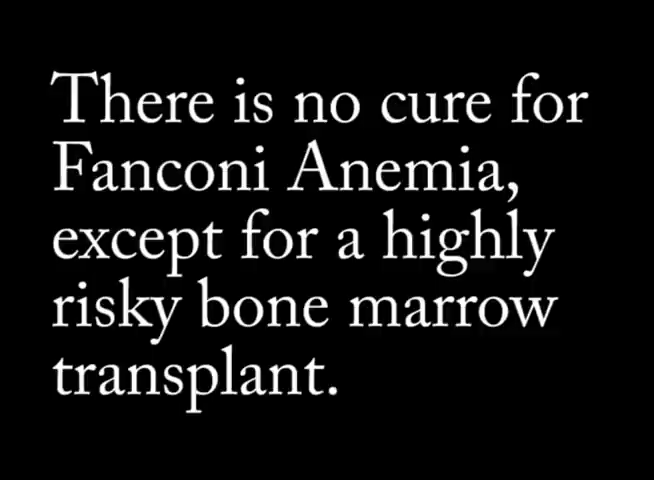 There is no cure for
Fanconi Anemia,
except for a highly
risky bone marrow
transplant.